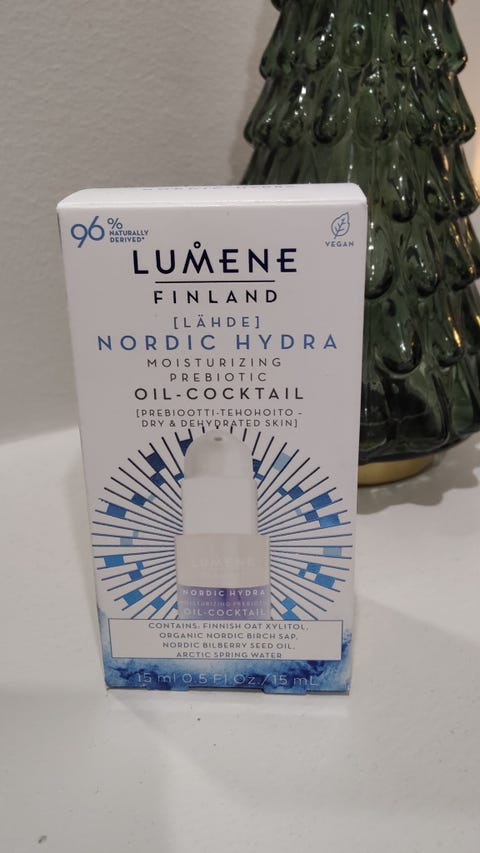 96%
NATURALLY
DERIVED*
VEGAN
LUMENE
FINLAND
[LÄHDE]
NORDIC HYDRA
MOISTURIZING
PREBIOTIC
OIL-COCKTAIL
[PREBIOOTTI-TEHOHOITO -
DRY & DEHYDRATED SKIN]
LUMENE
NORDIC HYDRA
MOISTURIZING PREBIOTIC
OIL-COCKTAIL
CONTAINS: FINNISH OAT XYLITOL,
ORGANIC NORDIC BIRCH SAP,
NORDIC BILBERRY SEED OIL,
ARCTIC SPRING WATER
15 ml 0.5 Fl.Oz./15 mL